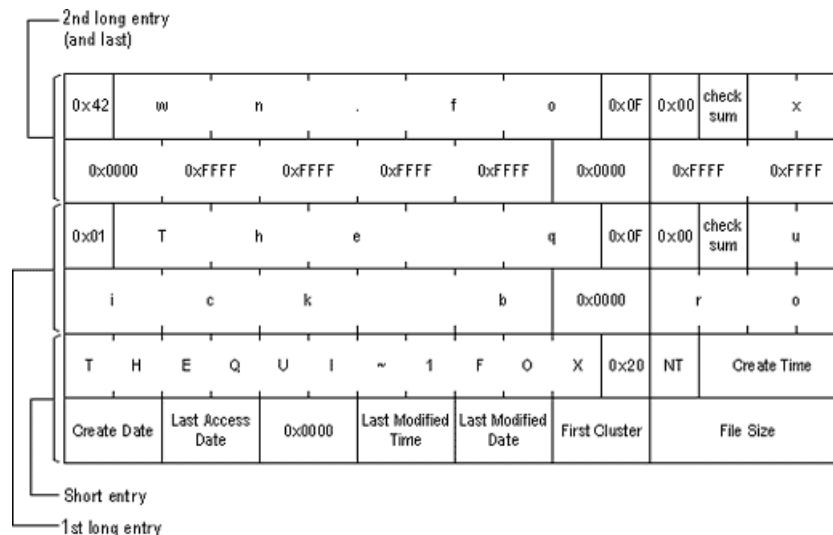 2nd long entry
(and last)
0x42 w n . f o 0x0F 0x00 check sum x
0x0000 0xFFFF 0xFFFF 0xFFFF 0xFFFF 0x0000 0xFFFF 0xFFFF
0x01 T h e q 0x0F 0x00 check sum u
i c k b 0x0000 r o
T H E Q U I ~ 1 F O X 0x20 NT Create Time
Create Date Last Access Date 0x0000 Last Modified Time Last Modified Date First Cluster File Size
Short entry
1st long entry